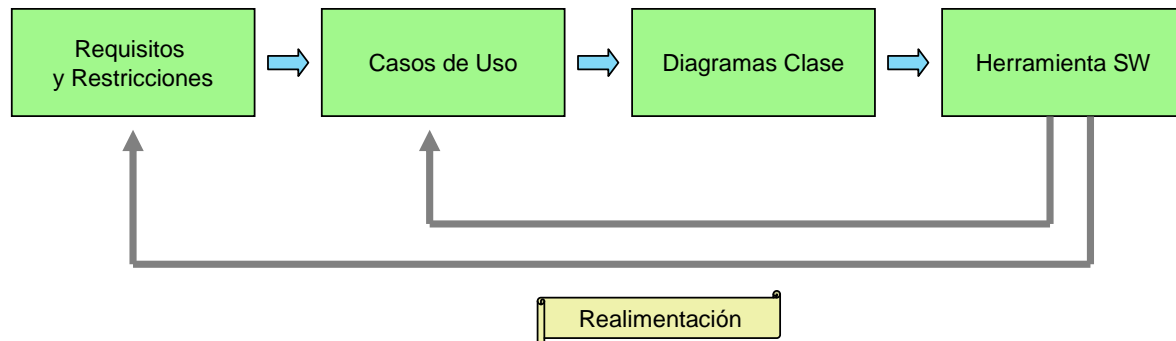 Requisitos
y Restricciones
Casos de Uso
Diagramas Clase
Herramienta SW
Realimentación